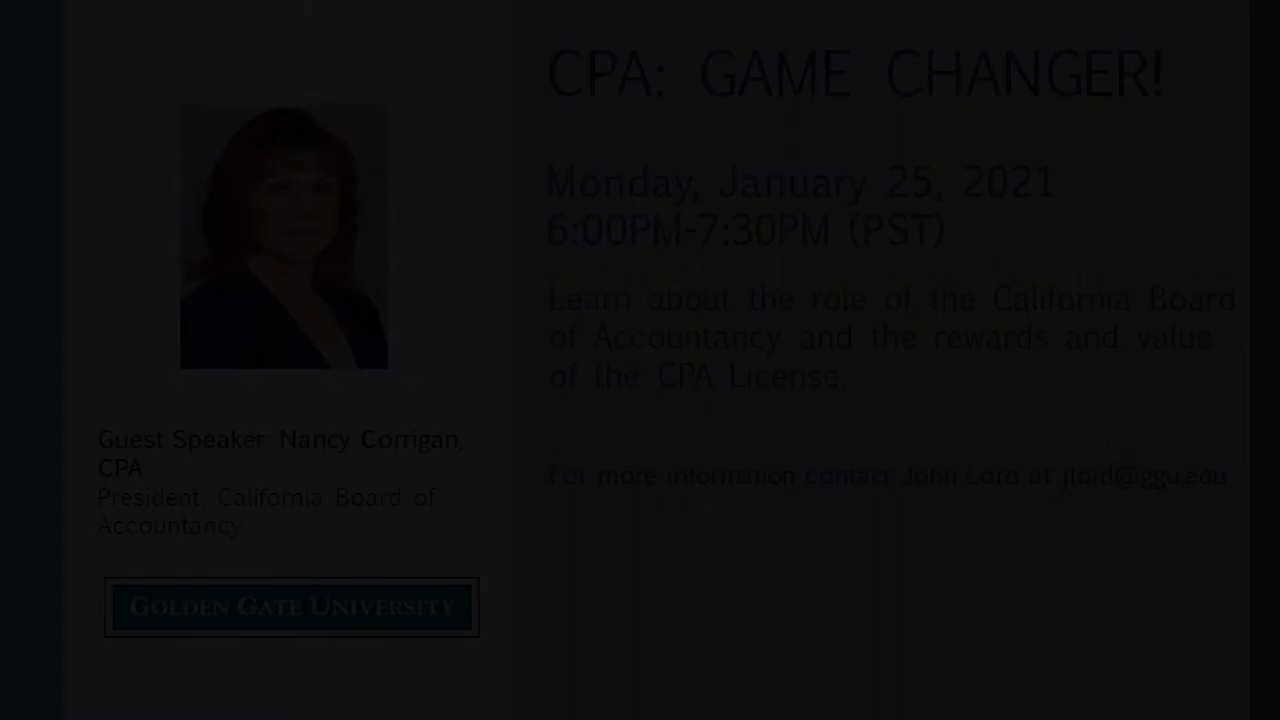 CPA: GAME CHANGER!
Monday, January 25, 2021
6:00PM-7:30PM (PST)
Learn about the role of the California Board
of Accountancy and the rewards and value
of the CPA License.
For more information contact John Lord at jlord@ggu.edu
Guest Speaker: Nancy Corrigan,
CPA
President, California Board of
Accountancy
GOLDEN GATE UNIVERSITY